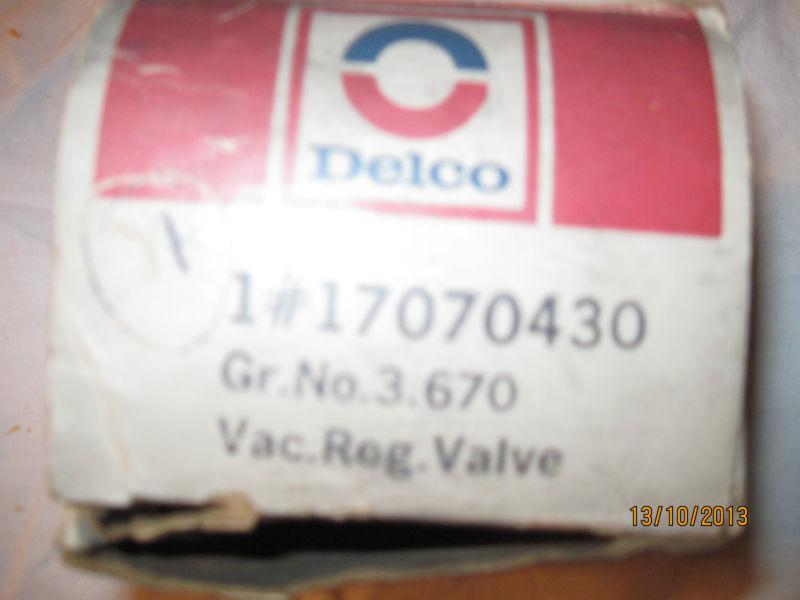 Delco
1#17070430
Gr.No.3.670
Vac.Reg.Valve
13/10/2013